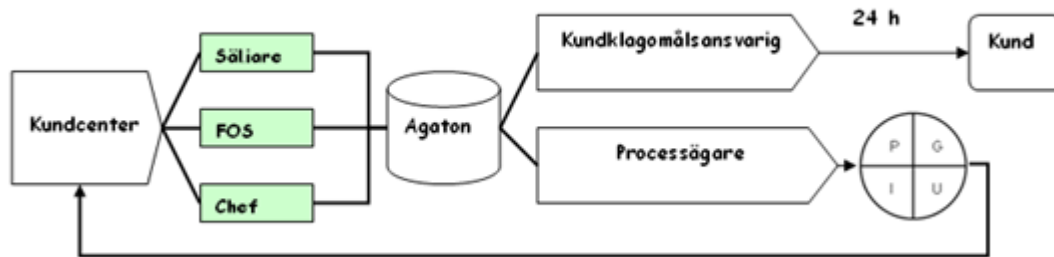 Kundcenter
Säljare
FOS
Chef
Agaton
Kundklagomålsansvarig
24 h
Kund
Processägare
P G
I U